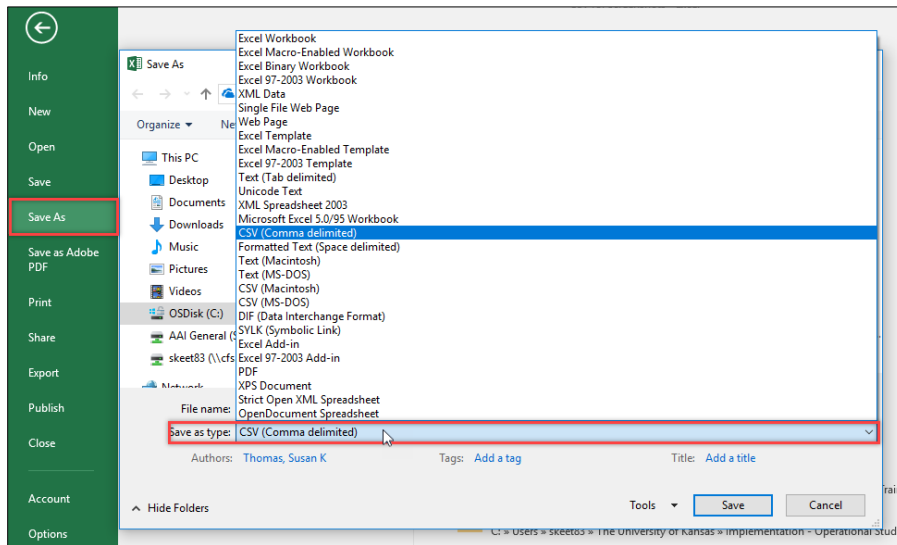 Info
New
Open
Save
Save As
Save as Adobe
PDF
Print
Share
Export
Publish
Close
Account
Options
Save As
Organize
Ne
This PC
Desktop
Documents
Downloads
Music
Pictures
Videos
OSDisk (C:)
AAI General (S
skeet83 (\\cfs
Network
Excel Workbook
Excel Macro-Enabled Workbook
Excel Binary Workbook
Excel 97-2003 Workbook
XML Data
Single File Web Page
Web Page
Excel Template
Excel Macro-Enabled Template
Excel 97-2003 Template
Text (Tab delimited)
Unicode Text
XML Spreadsheet 2003
Microsoft Excel 5.0/95 Workbook
CSV (Comma delimited)
Formatted Text (Space delimited)
Text (Macintosh)
Text (MS-DOS)
CSV (Macintosh)
CSV (MS-DOS)
DIF (Data Interchange Format)
SYLK (Symbolic Link)
Excel Add-in
Excel 97-2003 Add-in
PDF
XPS Document
Strict Open XML Spreadsheet
OpenDocument Spreadsheet
File name:
Save as type: CSV (Comma delimited)
Authors: Thomas, Susan K Tags: Add a tag Title: Add a title
Hide Folders Tools Save Cancel
C: » Users » skeet83 » The University of Kansas » Implementation - Operational Stud